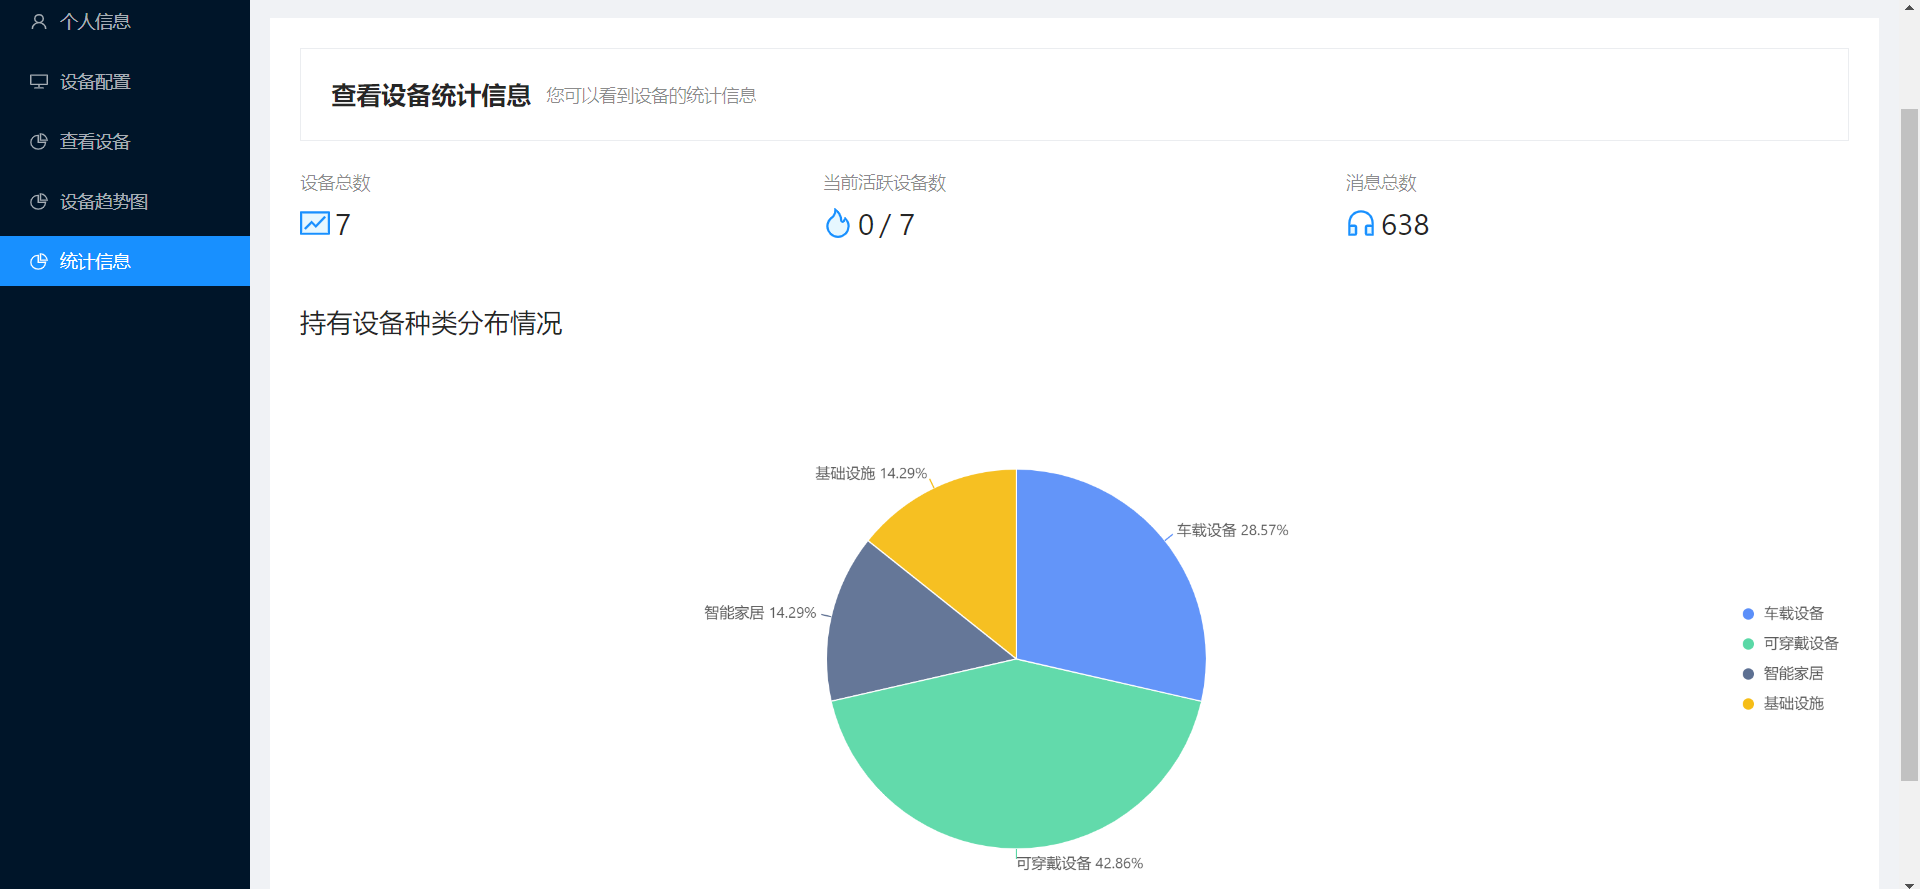 个人信息
设备配置
查看设备
设备趋势图
统计信息
查看设备统计信息 您可以看到设备的统计信息
设备总数
7
当前活跃设备数
0 / 7
消息总数
638
持有设备种类分布情况
基础设施 14.29%
车载设备 28.57%
智能家居 14.29%
可穿戴设备 42.86%
车载设备
可穿戴设备
智能家居
基础设施